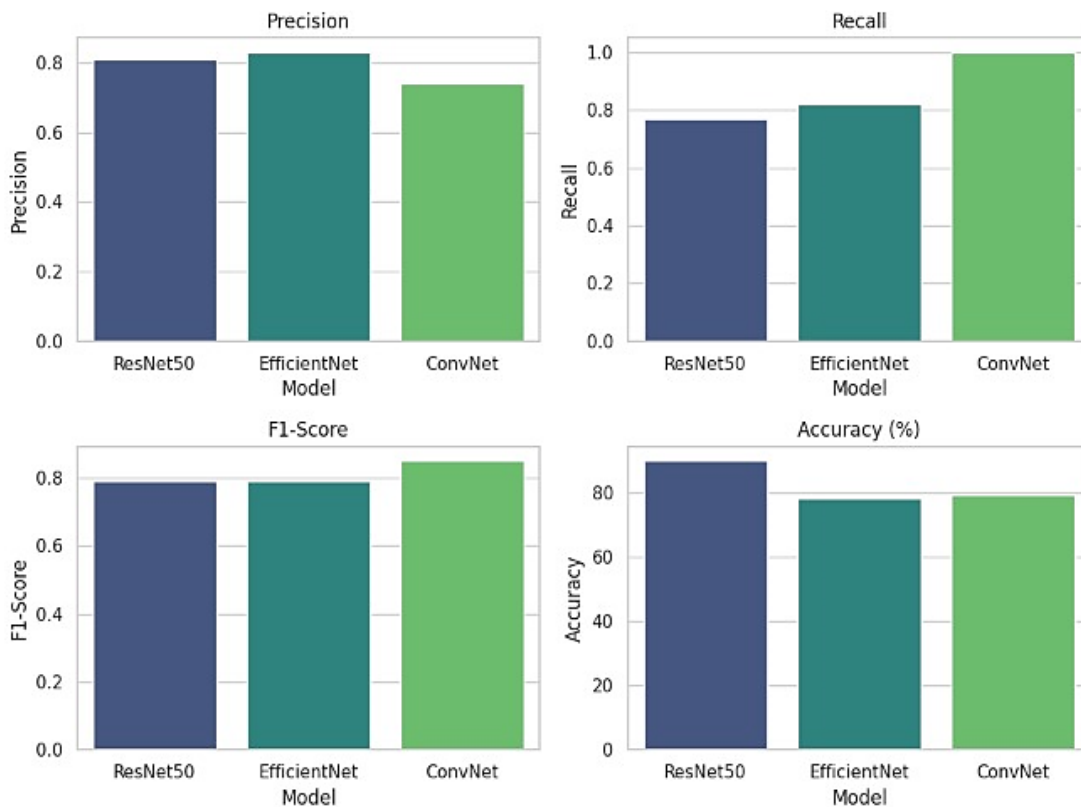 Precision
Precision
0.8
0.6
0.4
0.2
0.0
ResNet50 EfficientNet ConvNet
Model
Recall
Recall
1.0
0.8
0.6
0.4
0.2
0.0
ResNet50 EfficientNet ConvNet
Model
F1-Score
F1-Score
0.8
0.6
0.4
0.2
0.0
ResNet50 EfficientNet ConvNet
Model
Accuracy (%)
Accuracy
80
60
40
20
0
ResNet50 EfficientNet ConvNet
Model